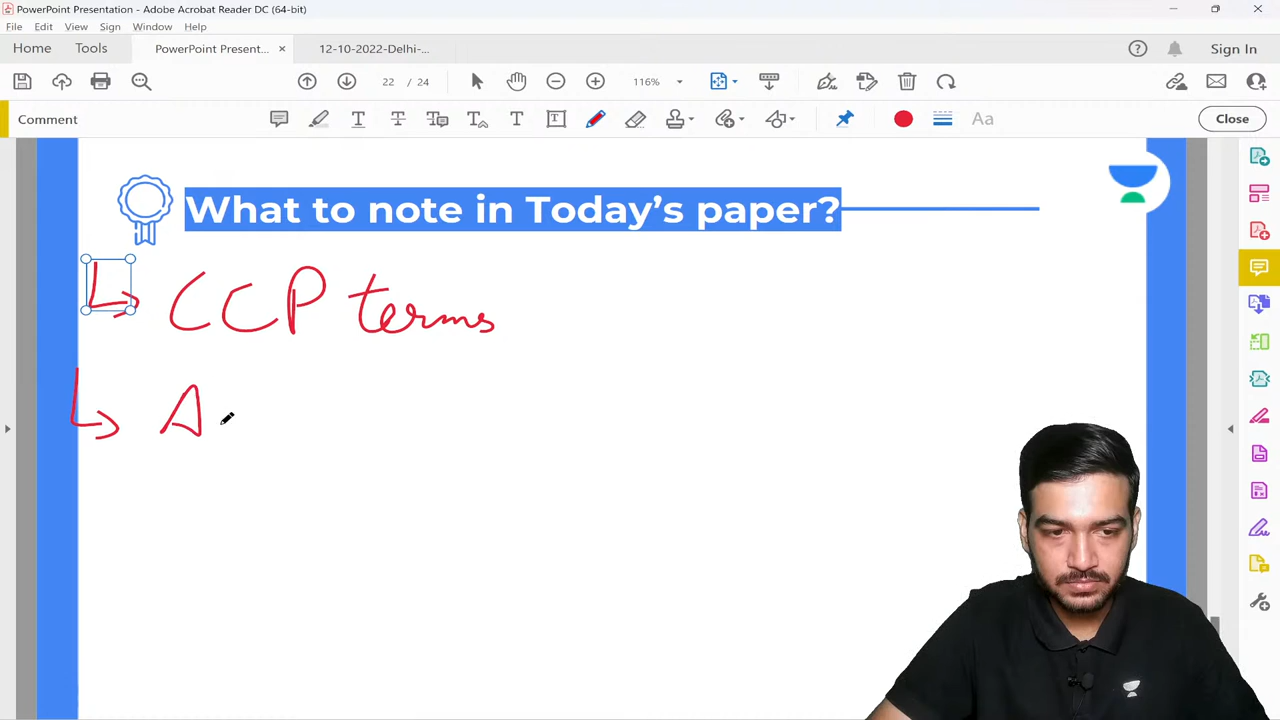 PowerPoint Presentation - Adobe Acrobat Reader DC (64-bit)
File Edit View Sign Window Help
Home Tools PowerPoint Present... × 12-10-2022-Delhi-... Sign In
22 / 24 116%
Comment Aa Close
What to note in Today's paper?
↳ CCP terms
↳ A